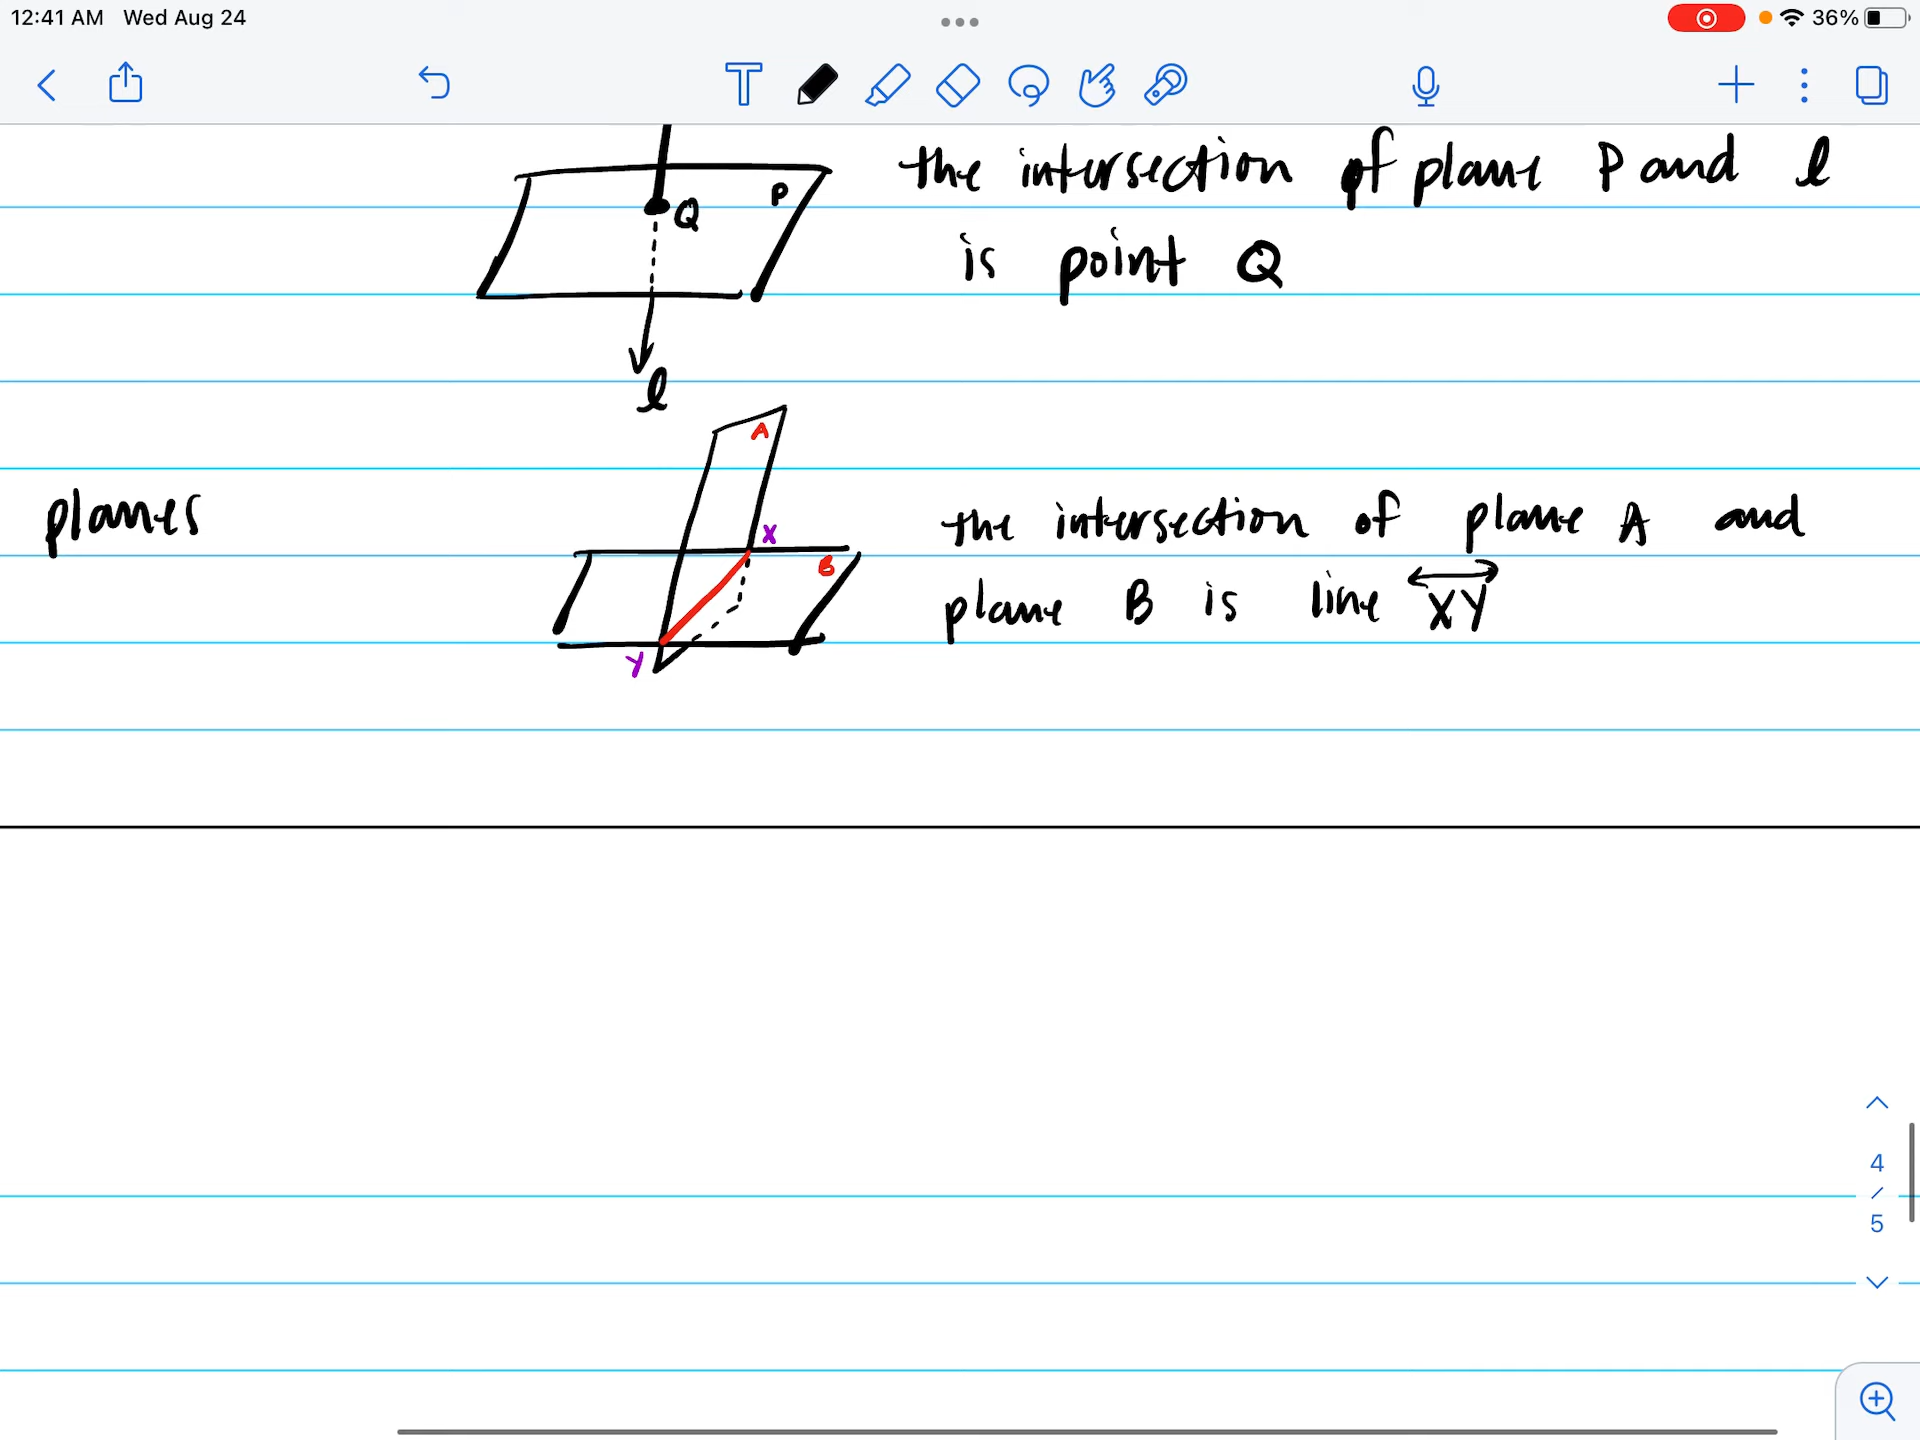 12:41 AM Wed Aug 24
36%
T
P
Q
the intersection of plane P and l
is point Q
l
A
planes
X
the intersection of plane A and
B
plane B is line XY
Y
4
/
5